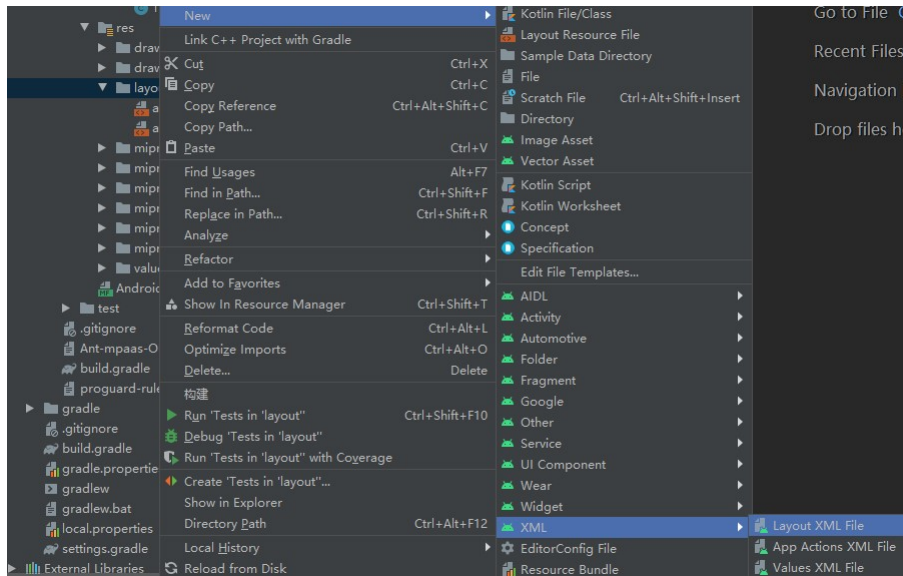 res
drav
drav
layo
a
a
mipr
mipr
mipr
mipr
mipr
mipr
valu
Androic
test
.gitignore
Ant-mpaas-O
build.gradle
proguard-rule
gradle
.gitignore
build.gradle
gradle.propertie
gradlew
gradlew.bat
local.properties
settings.gradle
External Libraries
New
Link C++ Project with Gradle
Cut Ctrl+X
Copy Ctrl+C
Copy Reference Ctrl+Alt+Shift+C
Copy Path...
Paste Ctrl+V
Find Usages Alt+F7
Find in Path... Ctrl+Shift+F
Replace in Path... Ctrl+Shift+R
Analyze
Refactor
Add to Favorites
Show In Resource Manager Ctrl+Shift+T
Reformat Code Ctrl+Alt+L
Optimize Imports Ctrl+Alt+O
Delete... Delete
构建
Run 'Tests in 'layout'' Ctrl+Shift+F10
Debug 'Tests in 'layout''
Run 'Tests in 'layout'' with Coverage
Create 'Tests in 'layout''...
Show in Explorer
Directory Path Ctrl+Alt+F12
Local History
Reload from Disk
Kotlin File/Class
Layout Resource File
Sample Data Directory
File
Scratch File Ctrl+Alt+Shift+Insert
Directory
Image Asset
Vector Asset
Kotlin Script
Kotlin Worksheet
Concept
Specification
Edit File Templates...
AIDL
Activity
Automotive
Folder
Fragment
Google
Other
Service
UI Component
Wear
Widget
XML
EditorConfig File
Resource Bundle
Layout XML File
App Actions XML File
Values XML File
Go to File
Recent Files
Navigation
Drop files h